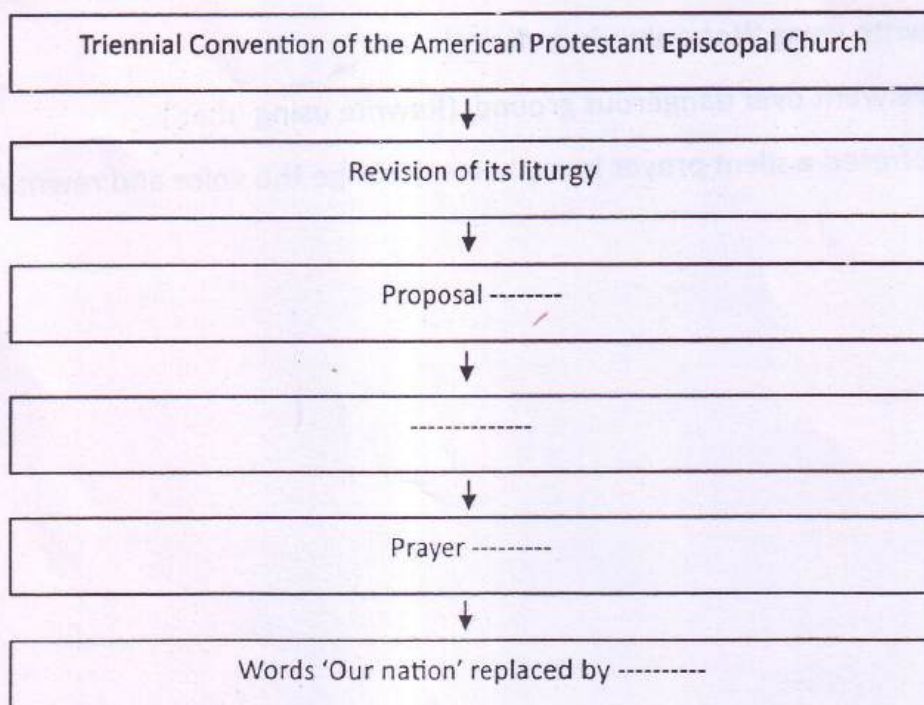 Triennial Convention of the American Protestant Episcopal Church
Revision of its liturgy
Proposal ---------
-------------
Prayer ---------
Words ‘Our nation’ replaced by ----------